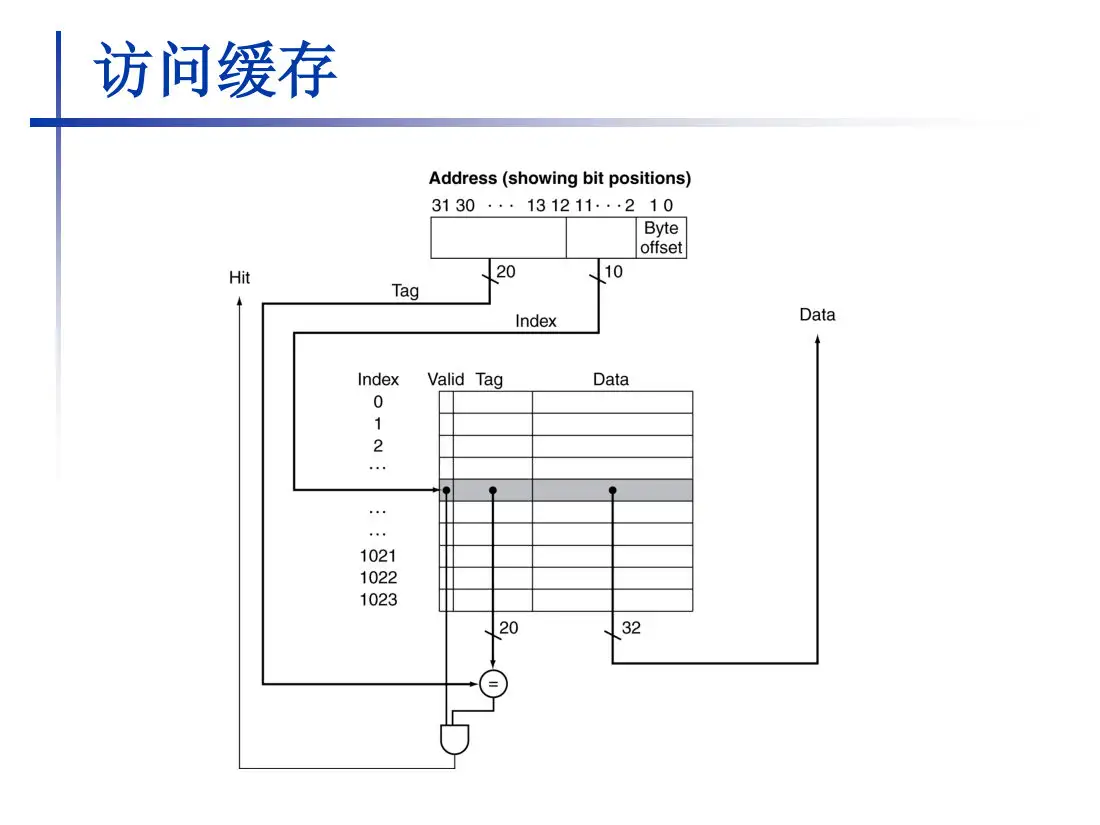 访问缓存
Address (showing bit positions)
31 30 · · · 13 12 11 · · · 2 1 0
Byte
offset
20
10
Hit
Tag
Index
Data
Index Valid Tag Data
0
1
2
...
...
...
1021
1022
1023
20
32
=